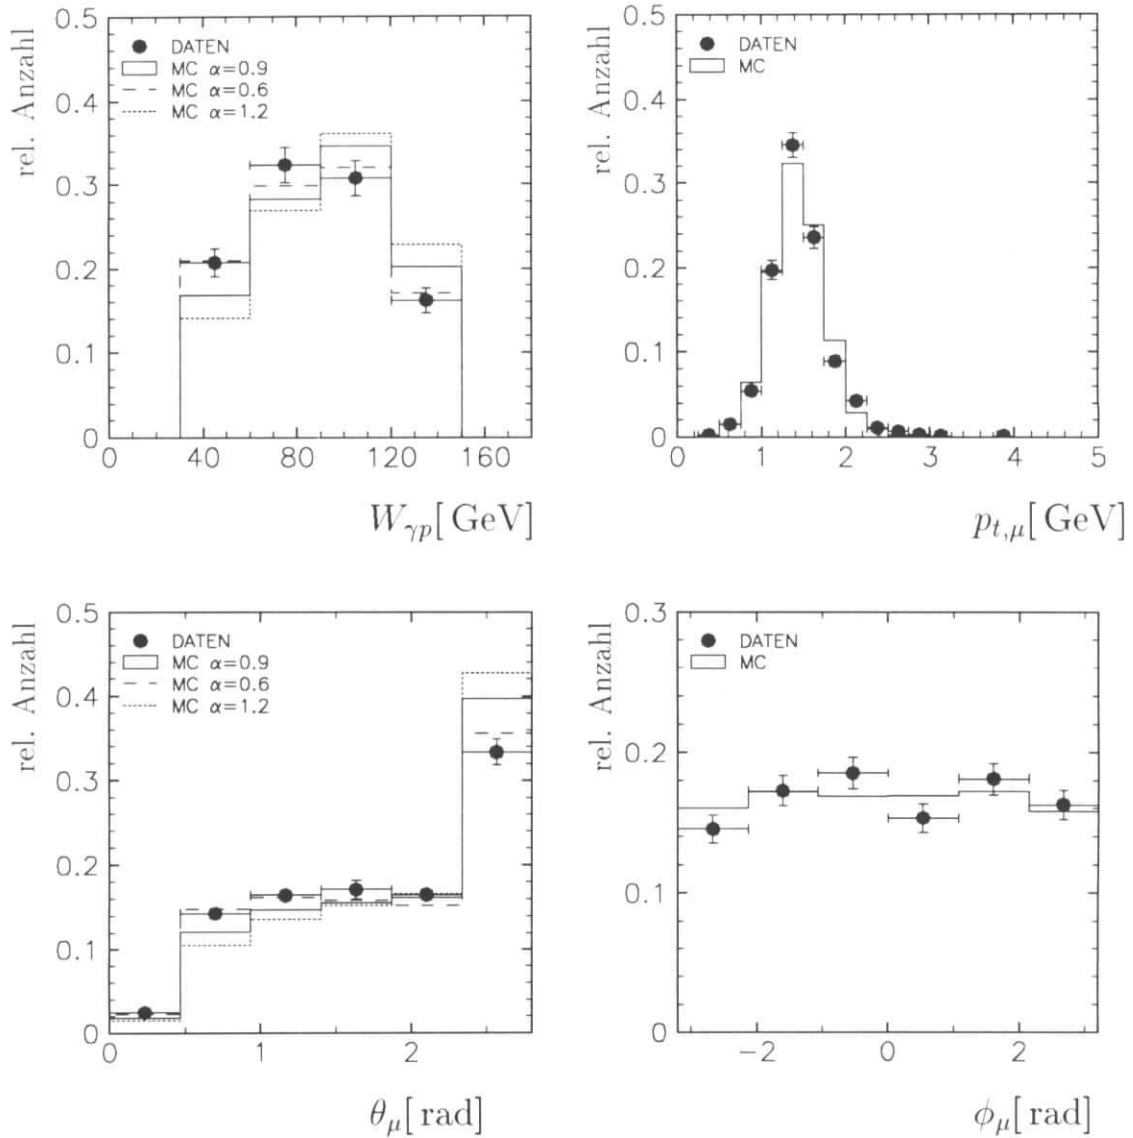 rel. Anzahl
0.5
0.4
0.3
0.2
0.1
0
DATEN
MC α=0.9
MC α=0.6
MC α=1.2
0 40 80 120 160
W_{γp}[GeV]
rel. Anzahl
0.5
0.4
0.3
0.2
0.1
0
DATEN
MC
0 1 2 3 4 5
p_{t,μ}[GeV]
rel. Anzahl
0.5
0.4
0.3
0.2
0.1
0
DATEN
MC α=0.9
MC α=0.6
MC α=1.2
0 1 2
θ_μ[rad]
rel. Anzahl
0.3
0.2
0.1
0
DATEN
MC
−2 0 2
ϕ_μ[rad]